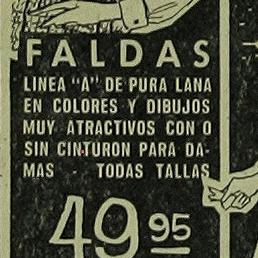 FALDAS
LINEA "A" DE PURA LANA
EN COLORES Y DIBUJOS
MUY ATRACTIVOS CON O
SIN CINTURON PARA DA-
MAS - TODAS TALLAS
49 95